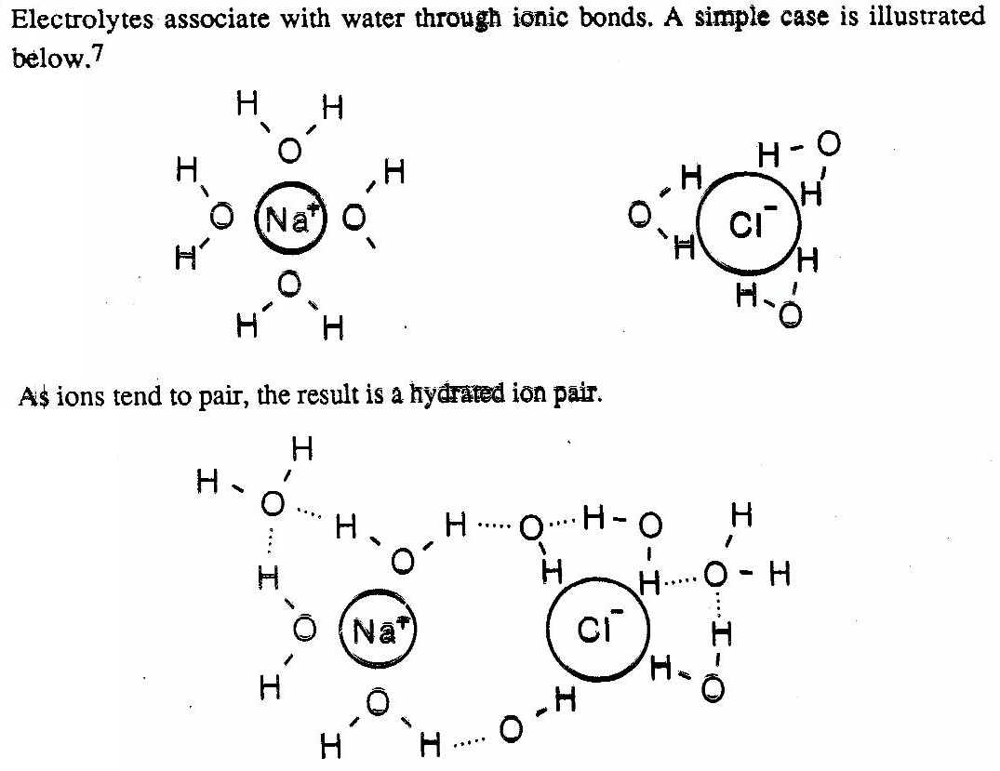 Electrolytes associate with water through ionic bonds. A simple case is illustrated
below.7
H H
O
H H
O Na+ O
H
O
H H
H - O
H H
O Cl-
H H
H
O
As ions tend to pair, the result is a hydrated ion pair.
H
H
O H H O H - O H
O H H O - H
H
O Na+ Cl- H
H H
O H O
O
H H